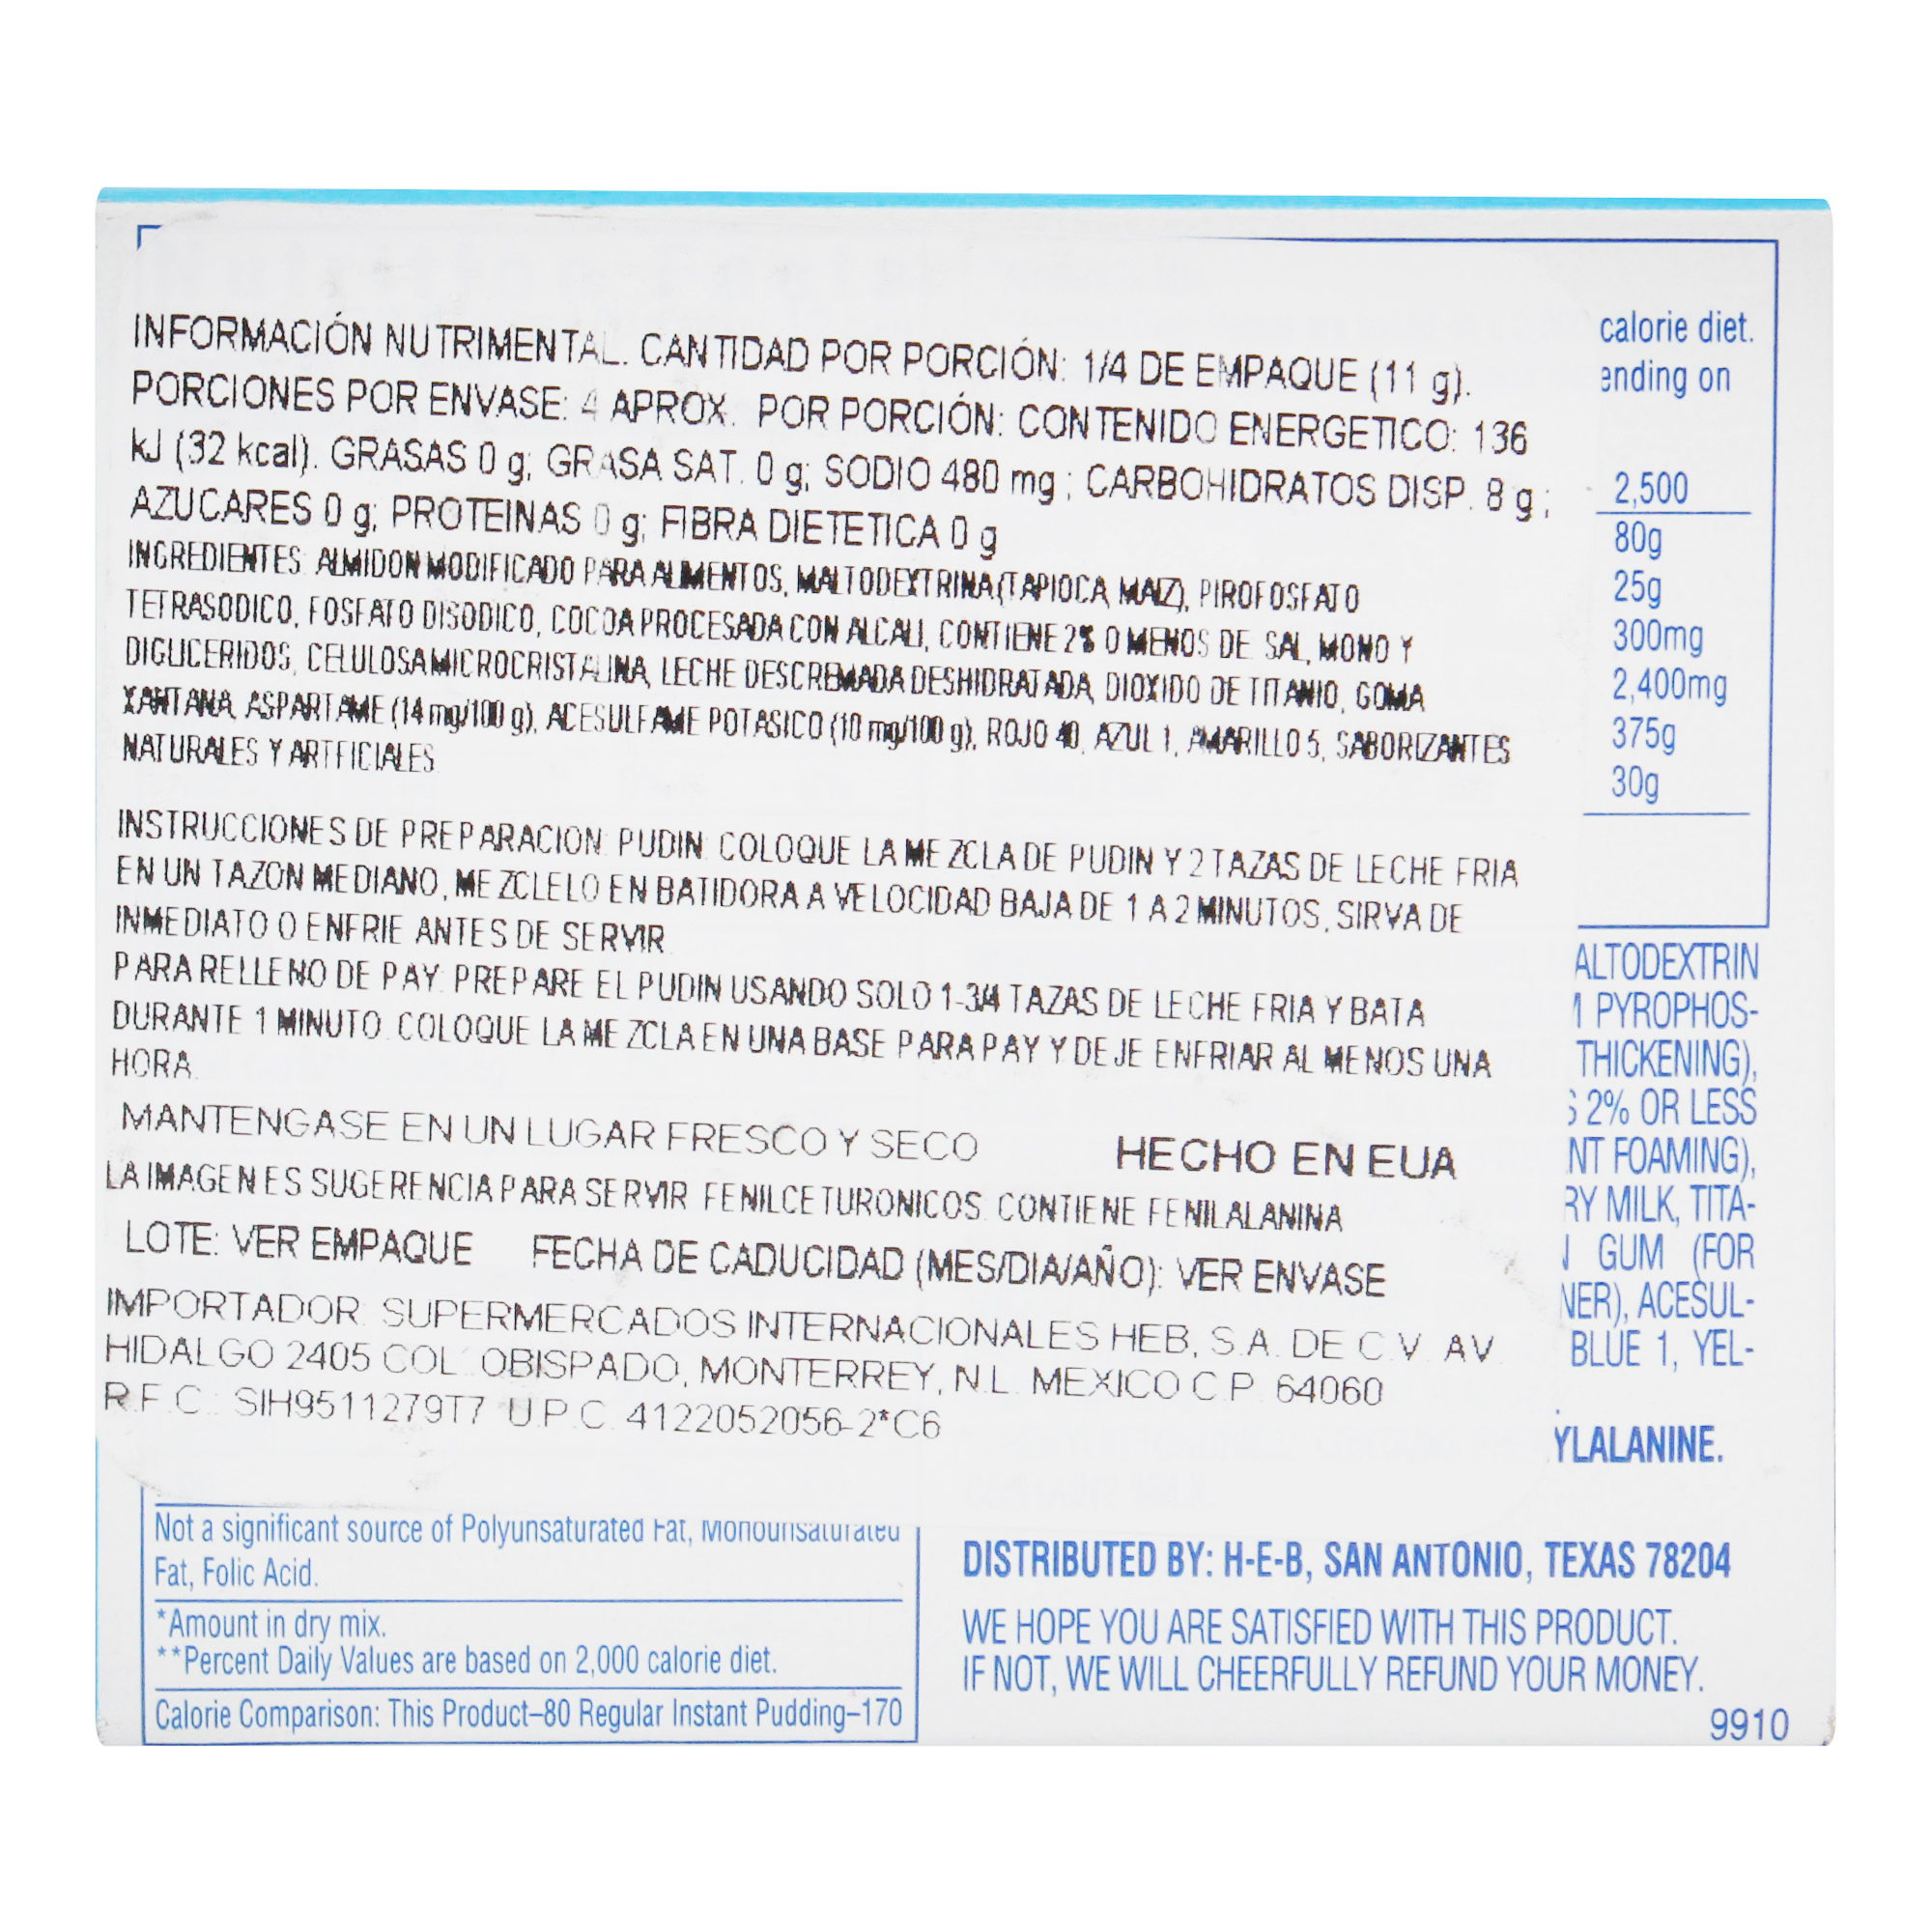 INFORMACIÓN NUTRIMENTAL. CANTIDAD POR PORCIÓN: 1/4 DE EMPAQUE (11 g).
PORCIONES POR ENVASE: 4 APROX. POR PORCIÓN: CONTENIDO ENERGETICO: 136
kJ (32 kcal). GRASAS 0 g; GRASA SAT. 0 g; SODIO 480 mg ; CARBOHIDRATOS DISP. 8 g ;
AZUCARES 0 g; PROTEINAS 0 g; FIBRA DIETETICA 0 g
INGREDIENTES: ALMIDON MODIFICADO PARA ALIMENTOS, MALTODEXTRINA (TAPIOCA, MAIZ), PIROFOSFATO
TETRASODICO, FOSFATO DISODICO, COCOA PROCESADA CON ALCALI, CONTIENE 2% O MENOS DE: SAL, MONO Y
DIGLICERIDOS, CELULOSA MICROCRISTALINA, LECHE DESCREMADA DESHIDRATADA, DIOXIDO DE TITANIO, GOMA
XANTANA, ASPARTAME (14 mg/100 g), ACESULFAME POTASICO (10 mg/100 g), ROJO 40, AZUL 1, AMARILLO 5, SABORIZANTES
NATURALES Y ARTFICIALES
INSTRUCCIONES DE PREPARACION: PUDIN: COLOQUE LA MEZCLA DE PUDIN Y 2 TAZAS DE LECHE FRIA
EN UN TAZON MEDIANO, MEZCLELO EN BATIDORA A VELOCIDAD BAJA DE 1 A 2 MINUTOS, SIRVA DE
INMEDIATO O ENFRIE ANTES DE SERVIR.
PARA RELLENO DE PAY: PREPARE EL PUDIN USANDO SOLO 1-3/4 TAZAS DE LECHE FRIA Y BATA
DURANTE 1 MINUTO. COLOQUE LA MEZCLA EN UNA BASE PARA PAY Y DEJE ENFRIAR AL MENOS UNA
HORA.
MANTENGASE EN UN LUGAR FRESCO Y SECO HECHO EN EUA
LA IMAGEN ES SUGERENCIA PARA SERVIR FENILCETURONICOS: CONTIENE FENILALANINA
LOTE: VER EMPAQUE FECHA DE CADUCIDAD (MES/DIA/AÑO): VER ENVASE
IMPORTADOR: SUPERMERCADOS INTERNACIONALES HEB, S.A. DE C.V. AV.
HIDALGO 2405 COL. OBISPADO, MONTERREY, N.L. MEXICO C.P. 64060
R.F.C.: SIH9511279T7 U.P.C. 4122052056-2*C6
calorie diet.
ending on
2,500
80g
25g
300mg
2,400mg
375g
30g
ALTODEXTRIN
PYROPHOS-
THICKENING),
2% OR LESS
NT FOAMING),
RY MILK, TITA-
GUM (FOR
NER), ACESUL-
BLUE 1, YEL-
YLALANINE.
Not a significant source of Polyunsaturated Fat, Monounsaturated
Fat, Folic Acid.
*Amount in dry mix.
**Percent Daily Values are based on 2,000 calorie diet.
Calorie Comparison: This Product–80 Regular Instant Pudding–170
DISTRIBUTED BY: H-E-B, SAN ANTONIO, TEXAS 78204
WE HOPE YOU ARE SATISFIED WITH THIS PRODUCT.
IF NOT, WE WILL CHEERFULLY REFUND YOUR MONEY.
9910